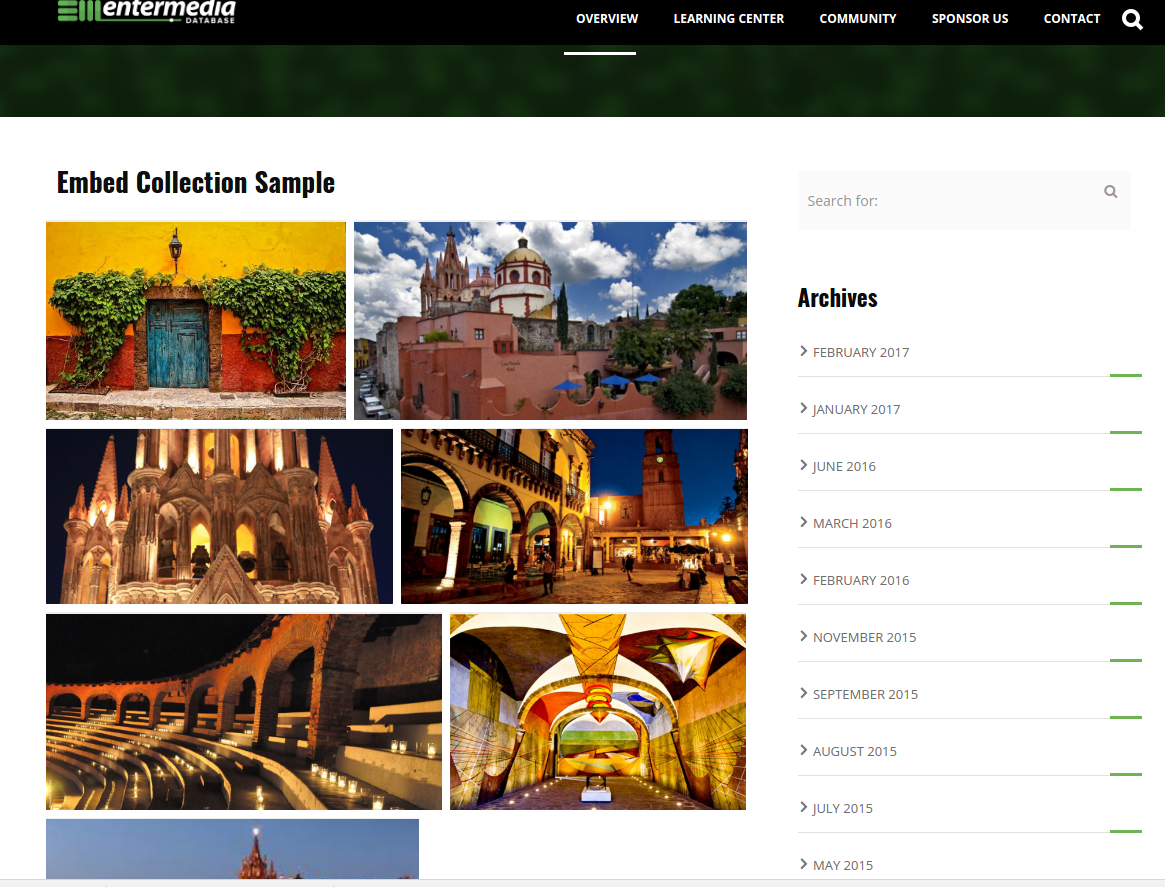 entermedia
DATABASE
OVERVIEW
LEARNING CENTER
COMMUNITY
SPONSOR US
CONTACT
Embed Collection Sample
Search for:
Archives
FEBRUARY 2017
JANUARY 2017
JUNE 2016
MARCH 2016
FEBRUARY 2016
NOVEMBER 2015
SEPTEMBER 2015
AUGUST 2015
JULY 2015
MAY 2015